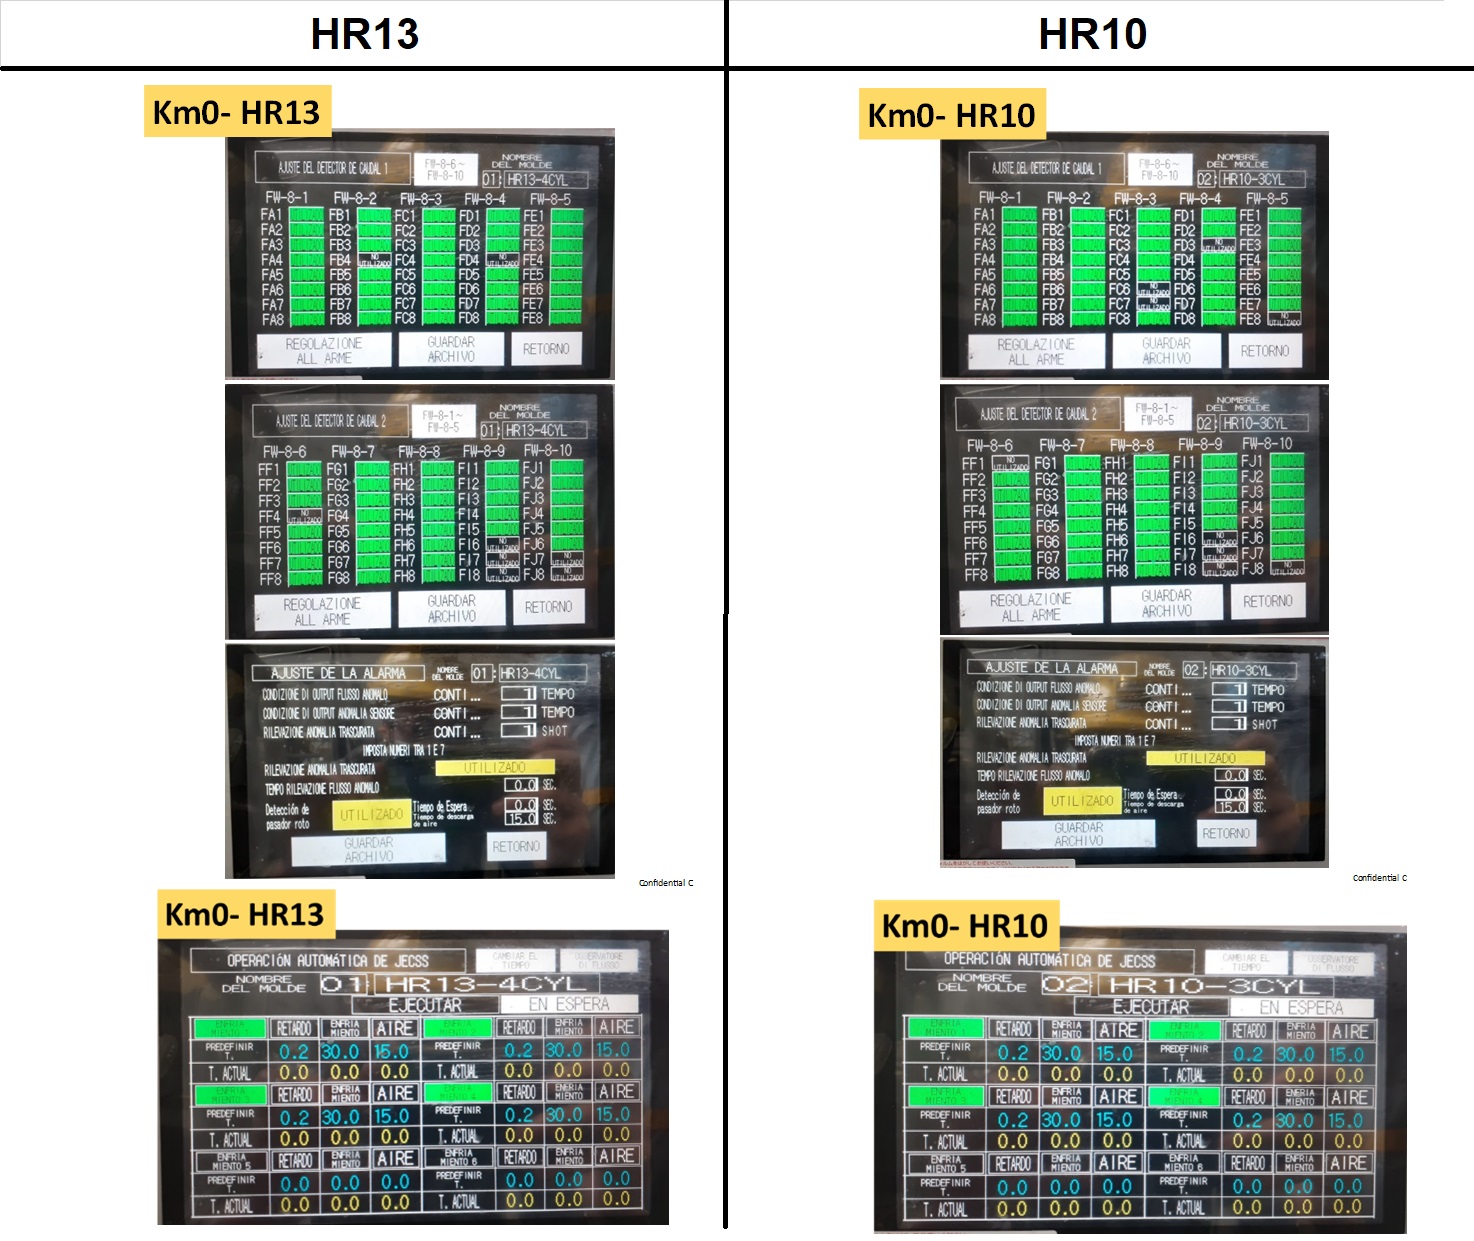 HR13
HR10
Km0- HR13
AJUSTE DEL DETECTOR DE CAUDAL 1
FW-8-6~
FW-8-10
NOMBRE
DEL MOLDE
01: HR13-4CYL
FW-8-1 FW-8-2 FW-8-3 FW-8-4 FW-8-5
FA1 FB1 FC1 FD1 FE1
FA2 FB2 FC2 FD2 FE2
FA3 FB3 FC3 FD3 FE3
FA4 FB4 NO UTILIZADO FC4 FD4 NO UTILIZADO FE4
FA5 FB5 FC5 FD5 FE5
FA6 FB6 FC6 FD6 FE6
FA7 FB7 FC7 FD7 FE7
FA8 FB8 FC8 FD8 FE8
REGOLAZIONE
ALL ARME
GUARDAR
ARCHIVO
RETORNO
AJUSTE DEL DETECTOR DE CAUDAL 2
FW-8-1~
FW-8-5
NOMBRE
DEL MOLDE
01: HR13-4CYL
FW-8-6 FW-8-7 FW-8-8 FW-8-9 FW-8-10
FF1 FG1 FH1 FI1 FJ1
FF2 FG2 FH2 FI2 FJ2
FF3 FG3 FH3 FI3 FJ3
FF4 NO UTILIZADO FG4 FH4 FI4 FJ4
FF5 FG5 FH5 FI5 FJ5
FF6 FG6 FH6 FI6 NO UTILIZADO FJ6
FF7 FG7 FH7 FI7 NO UTILIZADO FJ7 NO UTILIZADO
FF8 FG8 FH8 FI8 NO UTILIZADO FJ8 NO UTILIZADO
REGOLAZIONE
ALL ARME
GUARDAR
ARCHIVO
RETORNO
AJUSTE DE LA ALARMA
NOMBRE
DEL MOLDE
01: HR13-4CYL
CONDIZIONE DI OUTPUT FLUSSO ANOMALO CONTI... 1 TEMPO
CONDIZIONE DI OUTPUT ANOMALIA SENSORE CONTI... 1 TEMPO
RILEVAZIONE ANOMALIA TRASCURATA CONTI... 1 SHOT
IMPOSTA NUMERI TRA 1 E 7
RILEVAZIONE ANOMALIA TRASCURATA UTILIZADO
TEMPO RILEVAZIONE FLUSSO ANOMALO 0.0 SEC.
Detección de
pasador roto
UTILIZADO
Tiempo de Espera 0.0 SEC.
Tiempo de descarga
de aire
15.0 SEC.
GUARDAR
ARCHIVO
RETORNO
Confidential C
Km0- HR13
OPERACIÓN AUTOMÁTICA DE JECSS
CAMBIAR EL
TIEMPO
OSSERVATORE
DI FLUSSO
NOMBRE
DEL MOLDE
01 HR13-4CYL
EJECUTAR EN ESPERA
ENFRIA
MIENTO 1
RETARDO ENFRIA MIENTO AIRE
ENFRIA
MIENTO 2
RETARDO ENFRIA MIENTO AIRE
PREDEFINIR T. 0.2 30.0 15.0 PREDEFINIR T. 0.2 30.0 15.0
T. ACTUAL 0.0 0.0 0.0 T. ACTUAL 0.0 0.0 0.0
ENFRIA
MIENTO 3
RETARDO ENFRIA MIENTO AIRE
ENFRIA
MIENTO 4
RETARDO ENFRIA MIENTO AIRE
PREDEFINIR T. 0.2 30.0 15.0 PREDEFINIR T. 0.2 30.0 15.0
T. ACTUAL 0.0 0.0 0.0 T. ACTUAL 0.0 0.0 0.0
ENFRIA
MIENTO 5
RETARDO ENFRIA MIENTO AIRE
ENFRIA
MIENTO 6
RETARDO ENFRIA MIENTO AIRE
PREDEFINIR T. 0.0 0.0 0.0 PREDEFINIR T. 0.0 0.0 0.0
T. ACTUAL 0.0 0.0 0.0 T. ACTUAL 0.0 0.0 0.0
Km0- HR10
AJUSTE DEL DETECTOR DE CAUDAL 1
FW-8-6~
FW-8-10
NOMBRE
DEL MOLDE
02: HR10-3CYL
FW-8-1 FW-8-2 FW-8-3 FW-8-4 FW-8-5
FA1 FB1 FC1 FD1 FE1
FA2 FB2 FC2 FD2 FE2
FA3 FB3 FC3 FD3 NO UTILIZADO FE3
FA4 FB4 FC4 FD4 FE4
FA5 FB5 FC5 FD5 FE5
FA6 FB6 FC6 NO UTILIZADO FD6 FE6
FA7 FB7 FC7 NO UTILIZADO FD7 FE7
FA8 FB8 FC8 FD8 FE8 NO UTILIZADO
REGOLAZIONE
ALL ARME
GUARDAR
ARCHIVO
RETORNO
AJUSTE DEL DETECTOR DE CAUDAL 2
FW-8-1~
FW-8-5
NOMBRE
DEL MOLDE
02: HR10-3CYL
FW-8-6 FW-8-7 FW-8-8 FW-8-9 FW-8-10
FF1 NO UTILIZADO FG1 FH1 FI1 FJ1
FF2 FG2 FH2 FI2 FJ2
FF3 FG3 FH3 FI3 FJ3
FF4 FG4 FH4 FI4 FJ4
FF5 FG5 FH5 FI5 FJ5
FF6 FG6 FH6 FI6 NO UTILIZADO FJ6
FF7 FG7 FH7 FI7 NO UTILIZADO FJ7
FF8 FG8 FH8 FI8 NO UTILIZADO FJ8 NO UTILIZADO
REGOLAZIONE
ALL ARME
GUARDAR
ARCHIVO
RETORNO
AJUSTE DE LA ALARMA
NOMBRE
DEL MOLDE
02: HR10-3CYL
CONDIZIONE DI OUTPUT FLUSSO ANOMALO CONTI... 1 TEMPO
CONDIZIONE DI OUTPUT ANOMALIA SENSORE CONTI... 1 TEMPO
RILEVAZIONE ANOMALIA TRASCURATA CONTI... 1 SHOT
IMPOSTA NUMERI TRA 1 E 7
RILEVAZIONE ANOMALIA TRASCURATA UTILIZADO
TEMPO RILEVAZIONE FLUSSO ANOMALO 0.0 SEC.
Detección de
pasador roto
UTILIZADO
Tiempo de Espera 0.0 SEC.
Tiempo de descarga
de aire
15.0 SEC.
GUARDAR
ARCHIVO
RETORNO
Confidential C
Km0- HR10
OPERACIÓN AUTOMÁTICA DE JECSS
CAMBIAR EL
TIEMPO
OSSERVATORE
DI FLUSSO
NOMBRE
DEL MOLDE
02 HR10-3CYL
EJECUTAR EN ESPERA
ENFRIA
MIENTO 1
RETARDO ENFRIA MIENTO AIRE
ENFRIA
MIENTO 2
RETARDO ENFRIA MIENTO AIRE
PREDEFINIR T. 0.2 30.0 15.0 PREDEFINIR T. 0.2 30.0 15.0
T. ACTUAL 0.0 0.0 0.0 T. ACTUAL 0.0 0.0 0.0
ENFRIA
MIENTO 3
RETARDO ENFRIA MIENTO AIRE
ENFRIA
MIENTO 4
RETARDO ENFRIA MIENTO AIRE
PREDEFINIR T. 0.2 30.0 15.0 PREDEFINIR T. 0.2 30.0 15.0
T. ACTUAL 0.0 0.0 0.0 T. ACTUAL 0.0 0.0 0.0
ENFRIA
MIENTO 5
RETARDO ENFRIA MIENTO AIRE
ENFRIA
MIENTO 6
RETARDO ENFRIA MIENTO AIRE
PREDEFINIR T. 0.0 0.0 0.0 PREDEFINIR T. 0.0 0.0 0.0
T. ACTUAL 0.0 0.0 0.0 T. ACTUAL 0.0 0.0 0.0